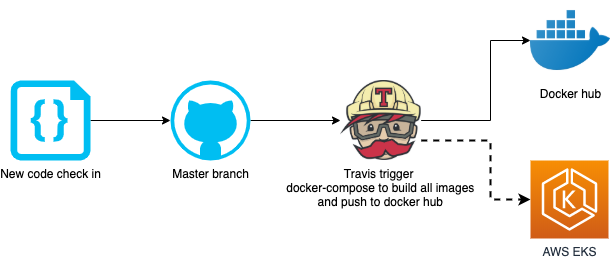 Docker hub
{}
T
New code check in
Master branch
Travis trigger
docker-compose to build all images
and push to docker hub
K
AWS EKS